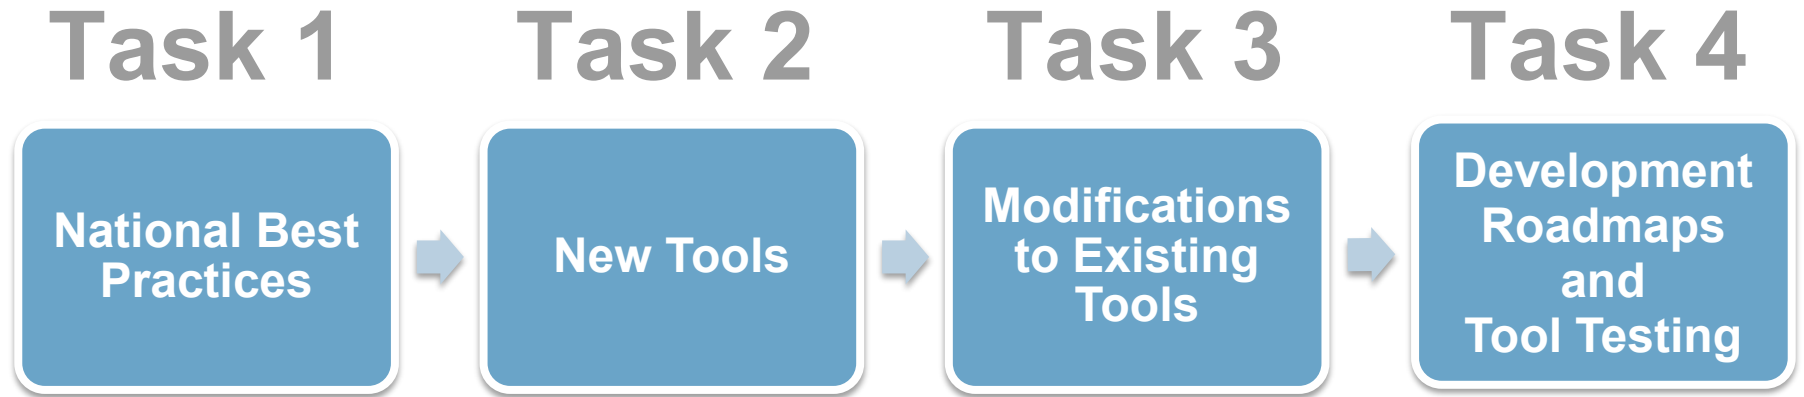 Task 1
Task 2
Task 3
Task 4
National Best
Practices
New Tools
Modifications
to Existing
Tools
Development
Roadmaps
and
Tool Testing